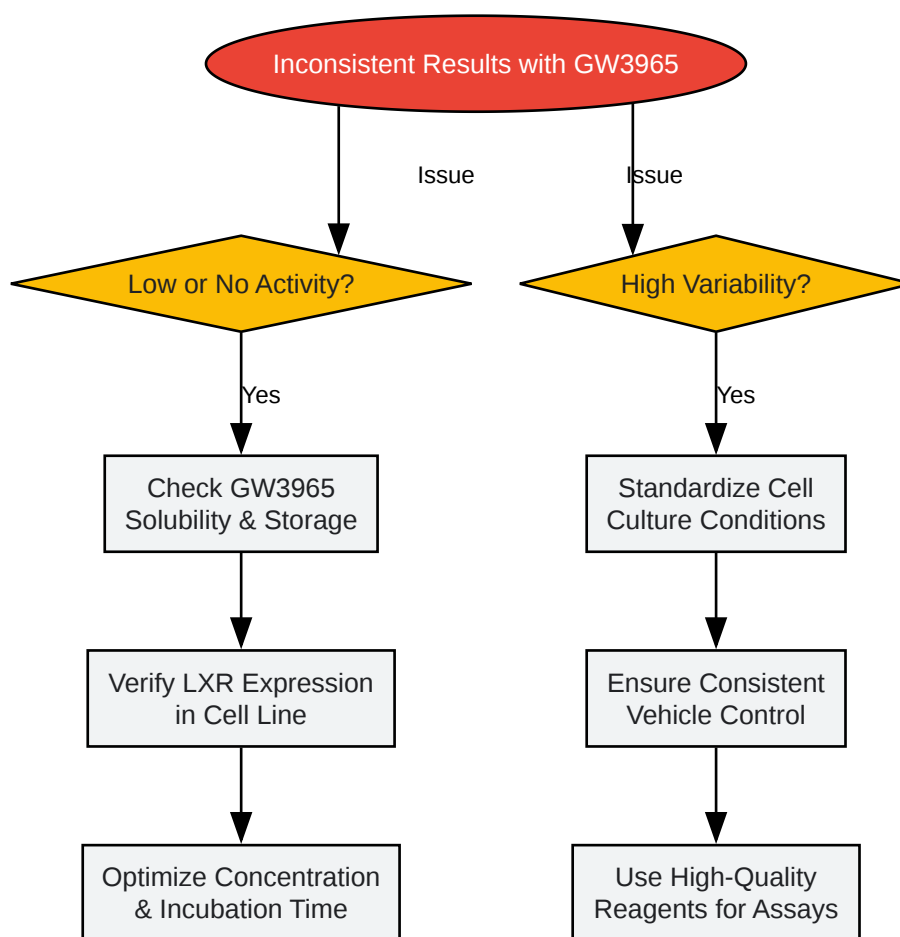 Inconsistent Results with GW3965
Issue
Issue
Low or No Activity?
High Variability?
Yes
Yes
Check GW3965
Solubility & Storage
Standardize Cell
Culture Conditions
Verify LXR Expression
in Cell Line
Ensure Consistent
Vehicle Control
Optimize Concentration
& Incubation Time
Use High-Quality
Reagents for Assays